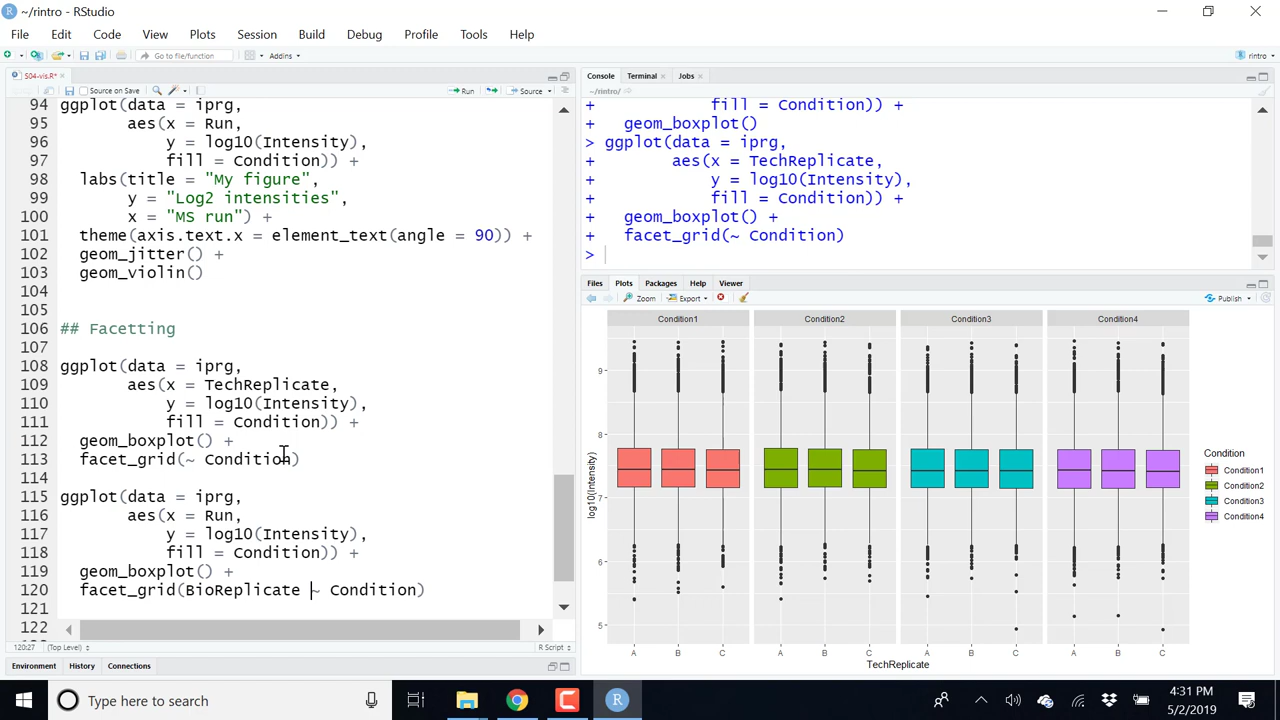 ~/rintro - RStudio
File Edit Code View Plots Session Build Debug Profile Tools Help
Go to file/function Addins rintro
S04-vis.R*
Source on Save Run Source
94 ggplot(data = iprg,
95 aes(x = Run,
96 y = log10(Intensity),
97 fill = Condition)) +
98 labs(title = "My figure",
99 y = "Log2 intensities",
100 x = "MS run") +
101 theme(axis.text.x = element_text(angle = 90)) +
102 geom_jitter() +
103 geom_violin()
104
105
106 ## Facetting
107
108 ggplot(data = iprg,
109 aes(x = TechReplicate,
110 y = log10(Intensity),
111 fill = Condition)) +
112 geom_boxplot() +
113 facet_grid(~ Condition)
114
115 ggplot(data = iprg,
116 aes(x = Run,
117 y = log10(Intensity),
118 fill = Condition)) +
119 geom_boxplot() +
120 facet_grid(BioReplicate ~ Condition)
121
122
120:27 (Top Level) R Script
Environment History Connections
Console Terminal Jobs
~/rintro/
+ fill = Condition)) +
+ geom_boxplot()
> ggplot(data = iprg,
+ aes(x = TechReplicate,
+ y = log10(Intensity),
+ fill = Condition)) +
+ geom_boxplot() +
+ facet_grid(~ Condition)
>
Files Plots Packages Help Viewer
Zoom Export Publish
Condition1 Condition2 Condition3 Condition4
9
8
7
6
5
log10(Intensity)
A B C A B C A B C A B C
TechReplicate
Condition
Condition1
Condition2
Condition3
Condition4
Type here to search
4:31 PM
5/2/2019